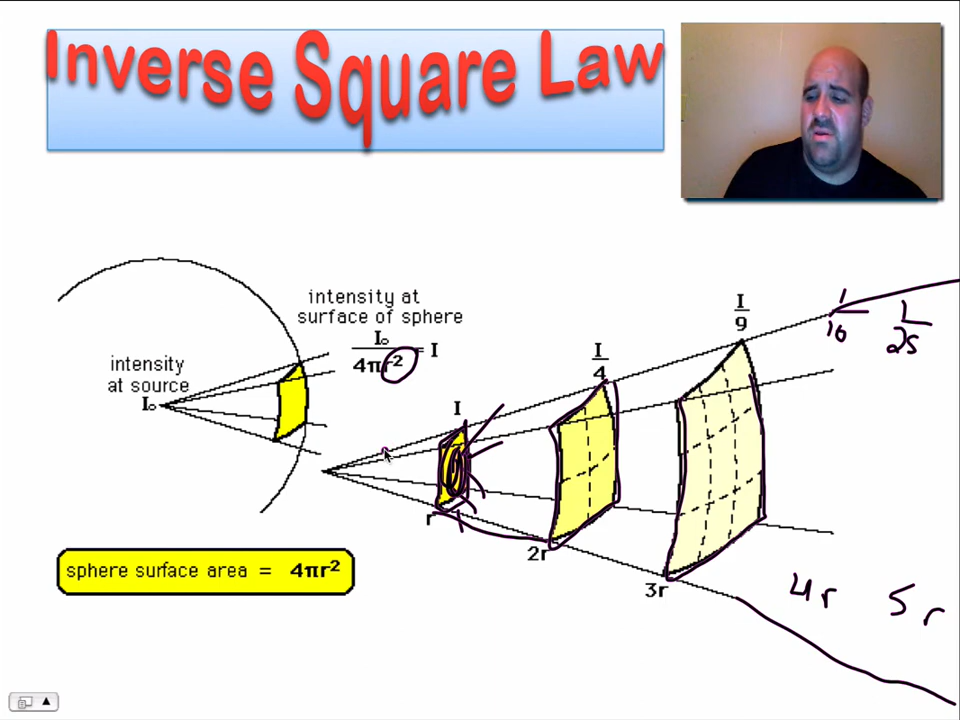 Inverse Square Law
intensity at
surface of sphere
I₀
4πr² = I
intensity
at source
I₀
I
r
I
4
2r
I
9
3r
1
16
1
25
4r 5r
sphere surface area = 4πr²